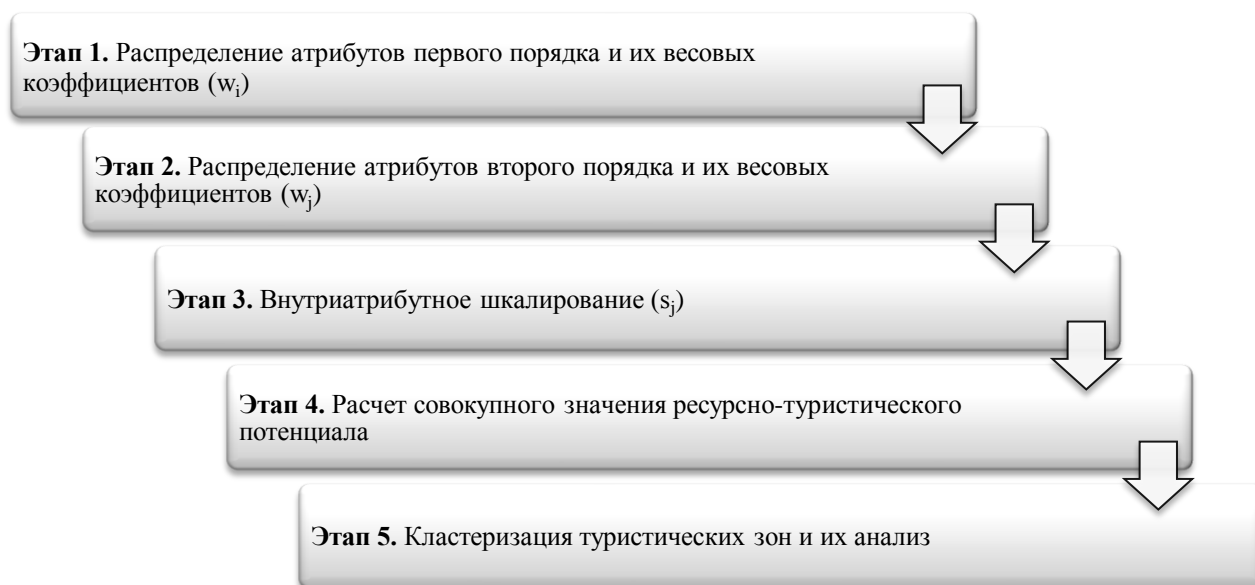 Этап 1. Распределение атрибутов первого порядка и их весовых
коэффициентов (wi)
Этап 2. Распределение атрибутов второго порядка и их весовых
коэффициентов (wj)
Этап 3. Внутриатрибутное шкалирование (sj)
Этап 4. Расчет совокупного значения ресурсно-туристического
потенциала
Этап 5. Кластеризация туристических зон и их анализ